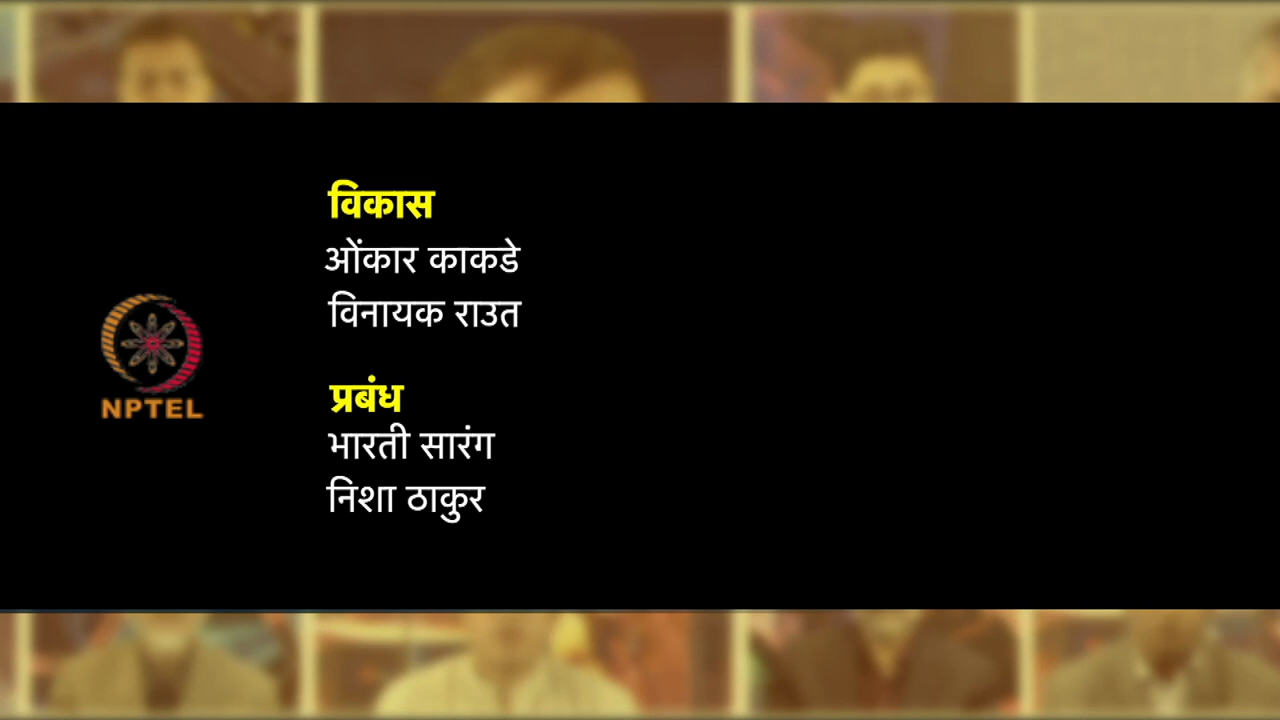 विकास
ओंकार काकडे
विनायक राउत
NPTEL
प्रबंध
भारती सारंग
निशा ठाकुर